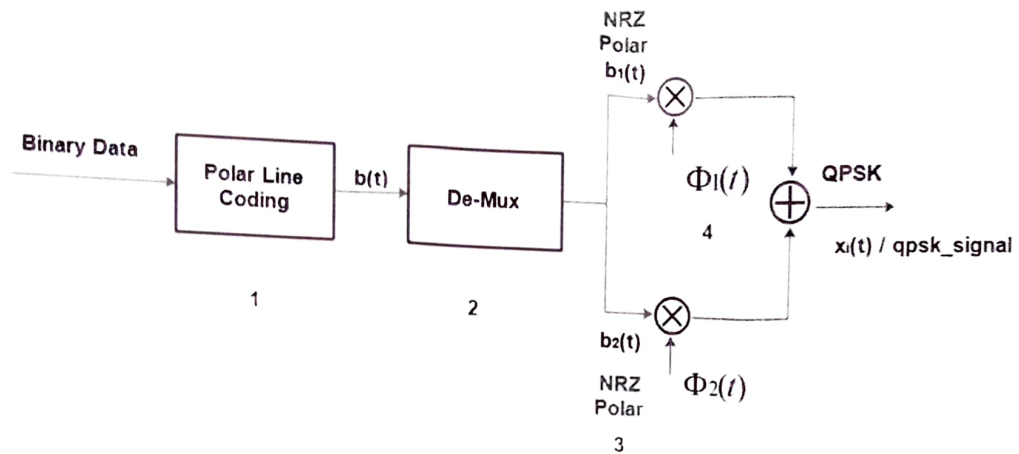 NRZ
Polar
b1(t)
Binary Data
Polar Line
Coding
b(t)
De-Mux
Φ1(t)
QPSK
4
xi(t) / qpsk_signal
1
2
b2(t)
NRZ
Polar
Φ2(t)
3